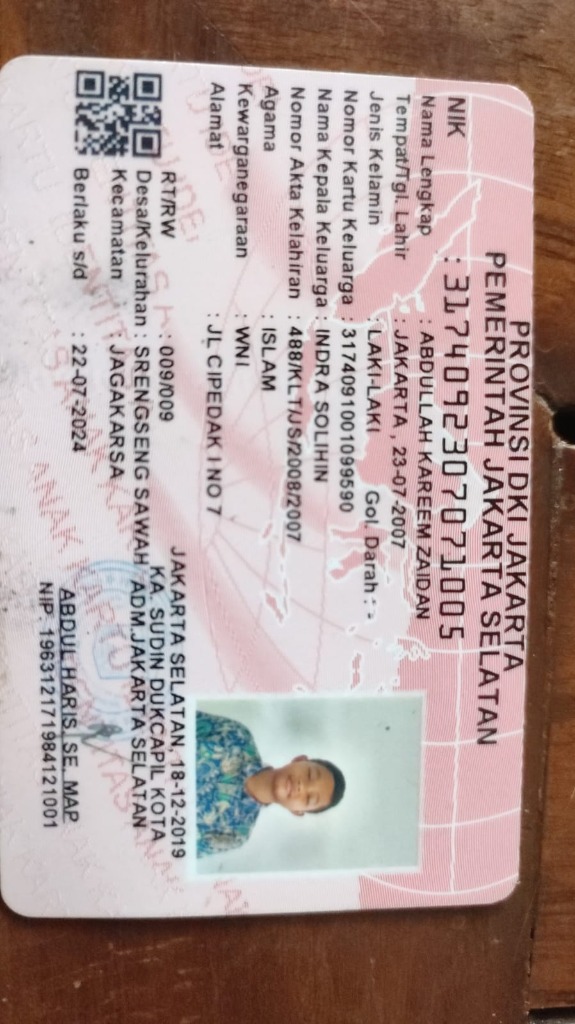 PROVINSI DKI JAKARTA
PEMERINTAH JAKARTA SELATAN
NIK : 3174092307071005
Nama Lengkap : ABDULLAH KAREEM ZAIDAN
Tempat/Tgl. Lahir : JAKARTA , 23-07-2007
Jenis Kelamin : LAKI-LAKI Gol. Darah : -
Nomor Kartu Keluarga : 3174091001099590
Nama Kepala Keluarga : INDRA SOLIHIN
Nomor Akta Kelahiran : 488/KLT/JS/2008/2007
Agama : ISLAM
Kewarganegaraan : WNI
Alamat : JL CIPEDAK I NO 7
RT/RW : 009/009
Desa/Kelurahan : SRENGSENG SAWAH
Kecamatan : JAGAKARSA
Berlaku s/d : 22-07-2024
JAKARTA SELATAN, 18-12-2019
KA. SUDIN DUKCAPIL KOTA
ADM.JAKARTA SELATAN
ABDUL HARIS, SE. MAP
NIP. 196312171984121001